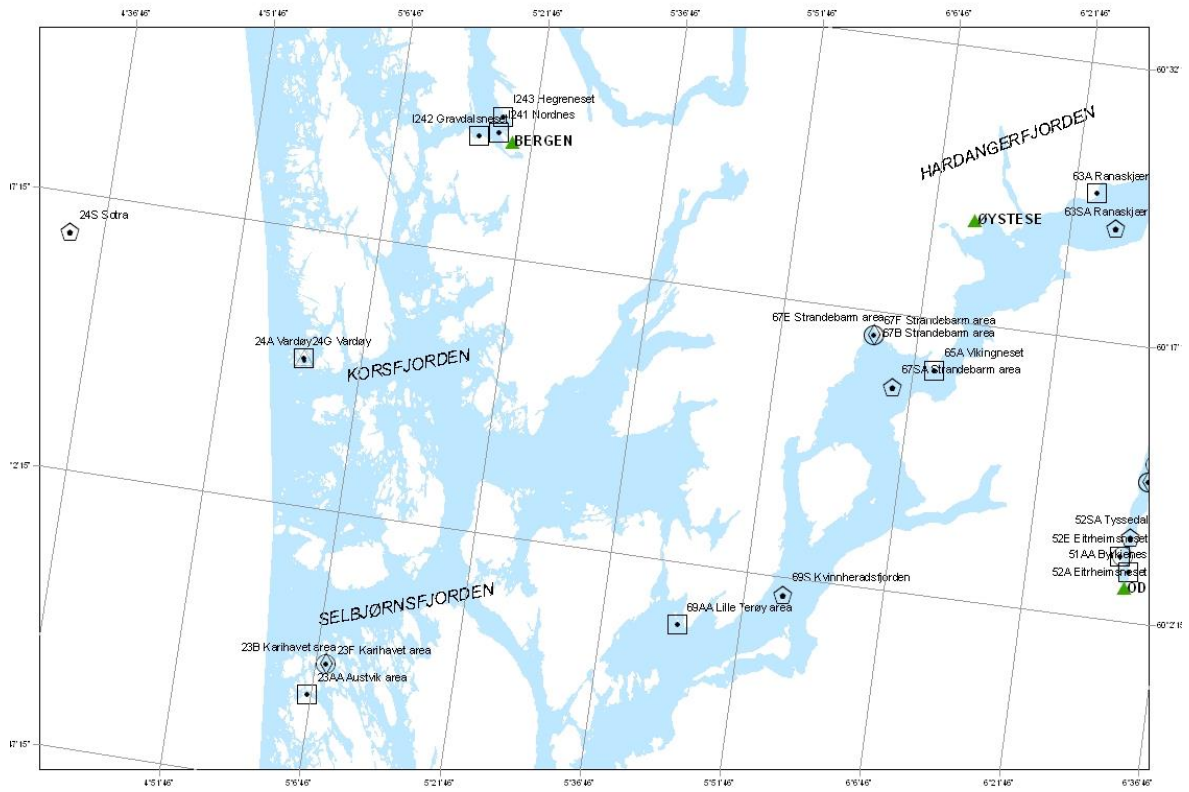 4°36'46"
4°51'46"
5°6'46"
5°21'46"
5°36'46"
5°51'46"
6°6'46"
6°21'46"
60°32'
I243 Hegreneset
I241 Nordnes
I242 Gravdalsneset
BERGEN
HARDANGERFJORDEN
63A Ranaskjær
63SA Ranaskjær
ØYSTESE
24S Sotra
67E Strandebarm area
67F Strandebarm area
67B Strandebarm area
65A Vikingneset
67SA Strandebarm area
60°17'
24A Vardøy
24G Vardøy
KORSFJORDEN
52SA Tyssedal
52E Eitrheimsneset
51AA Byrkjenes
52A Eitrheimsneset
OD
69S Kvinnheradsfjorden
69AA Lille Terøy area
SELBJØRNSFJORDEN
60°2'15"
23B Karihavet area
23F Karihavet area
23AA Austvik area
4°51'46"
5°6'46"
5°21'46"
5°36'46"
5°51'46"
6°6'46"
6°21'46"
6°36'46"